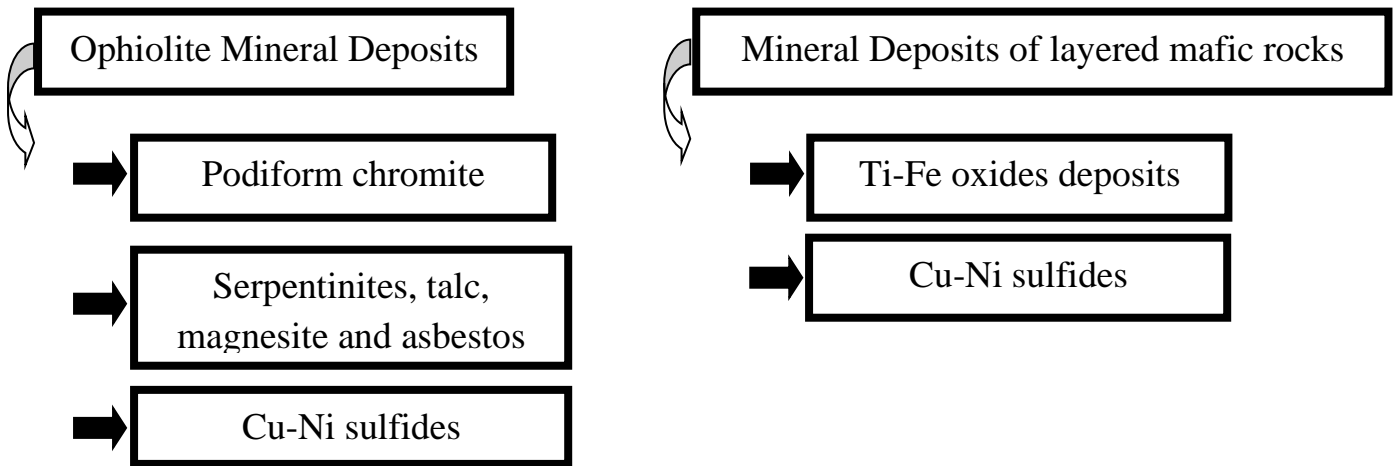 Ophiolite Mineral Deposits
Podiform chromite
Serpentinites, talc,
magnesite and asbestos
Cu-Ni sulfides
Mineral Deposits of layered mafic rocks
Ti-Fe oxides deposits
Cu-Ni sulfides